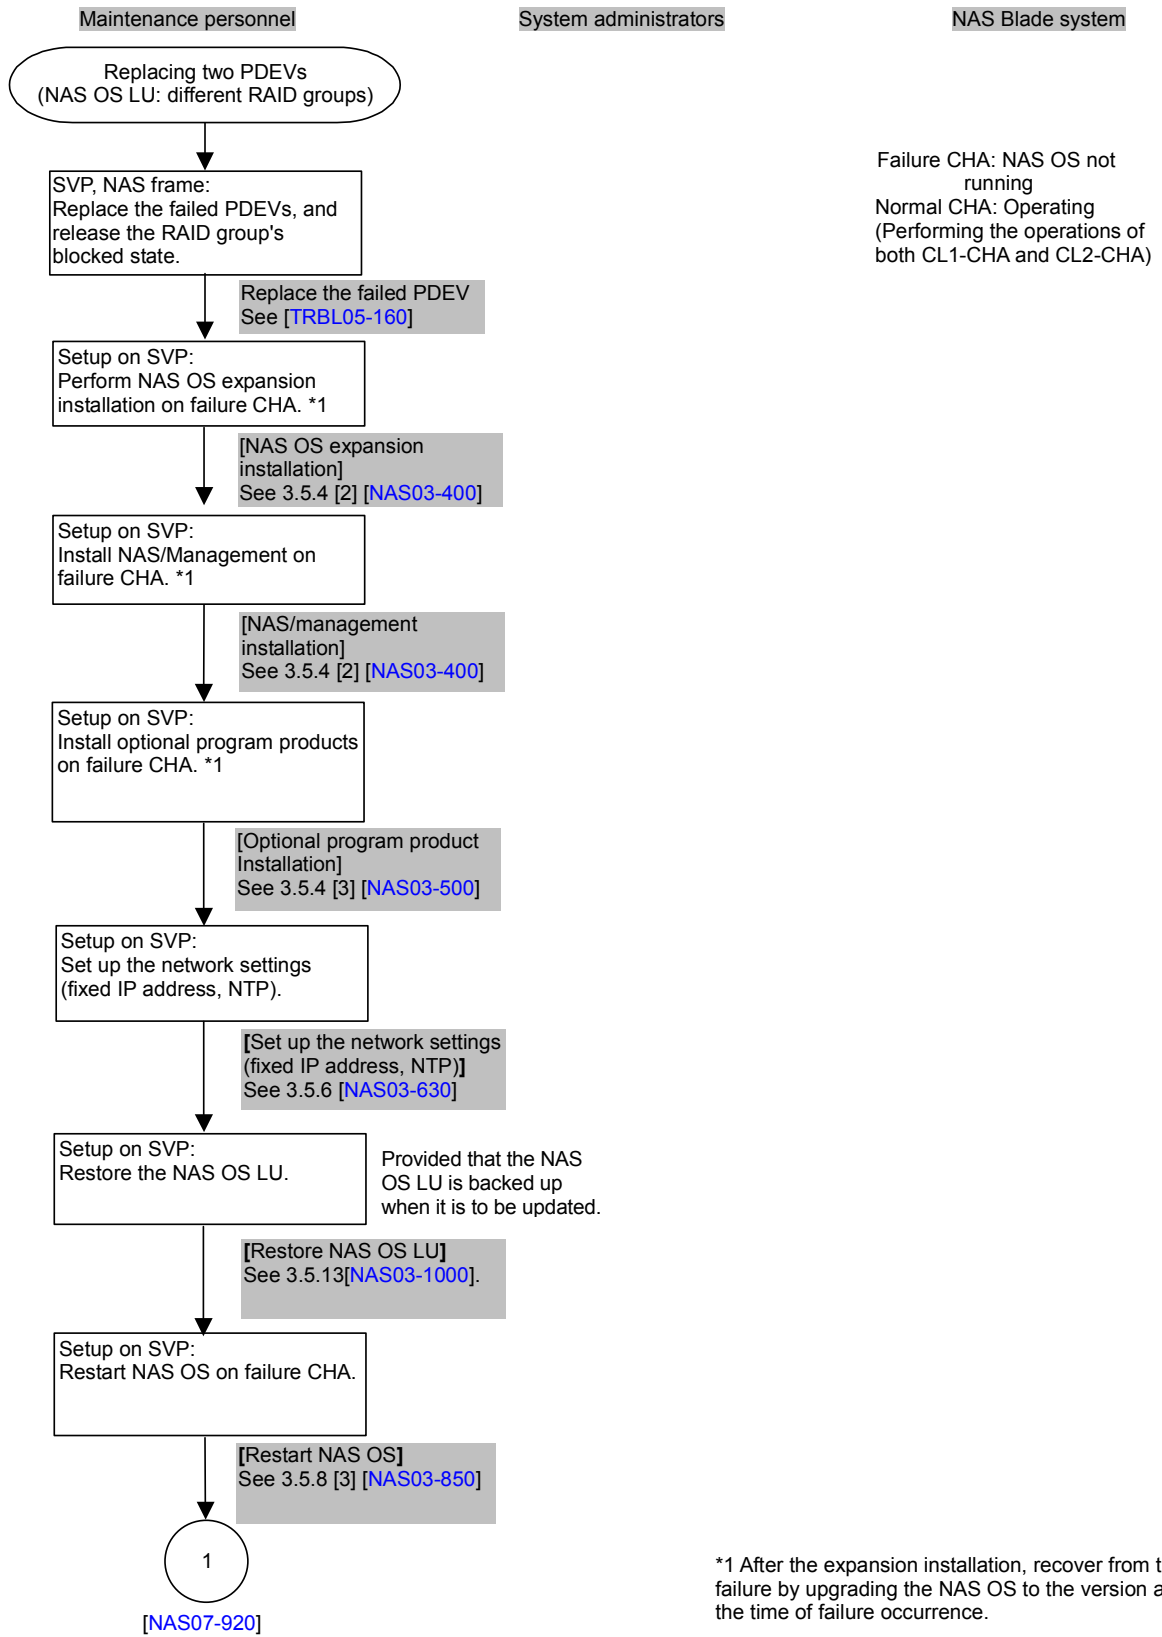 Maintenance personnel
System administrators
NAS Blade system
Replacing two PDEVs
(NAS OS LU: different RAID groups)
Failure CHA: NAS OS not
running
Normal CHA: Operating
(Performing the operations of
both CL1-CHA and CL2-CHA)
SVP, NAS frame:
Replace the failed PDEVs, and
release the RAID group's
blocked state.
Replace the failed PDEV
See [TRBL05-160]
Setup on SVP:
Perform NAS OS expansion
installation on failure CHA. *1
[NAS OS expansion
installation]
See 3.5.4 [2] [NAS03-400]
Setup on SVP:
Install NAS/Management on
failure CHA. *1
[NAS/management
installation]
See 3.5.4 [2] [NAS03-400]
Setup on SVP:
Install optional program products
on failure CHA. *1
[Optional program product
Installation]
See 3.5.4 [3] [NAS03-500]
Setup on SVP:
Set up the network settings
(fixed IP address, NTP).
[Set up the network settings
(fixed IP address, NTP)]
See 3.5.6 [NAS03-630]
Setup on SVP:
Restore the NAS OS LU.
Provided that the NAS
OS LU is backed up
when it is to be updated.
[Restore NAS OS LU]
See 3.5.13[NAS03-1000].
Setup on SVP:
Restart NAS OS on failure CHA.
[Restart NAS OS]
See 3.5.8 [3] [NAS03-850]
1
[NAS07-920]
*1 After the expansion installation, recover from
failure by upgrading the NAS OS to the version
the time of failure occurrence.